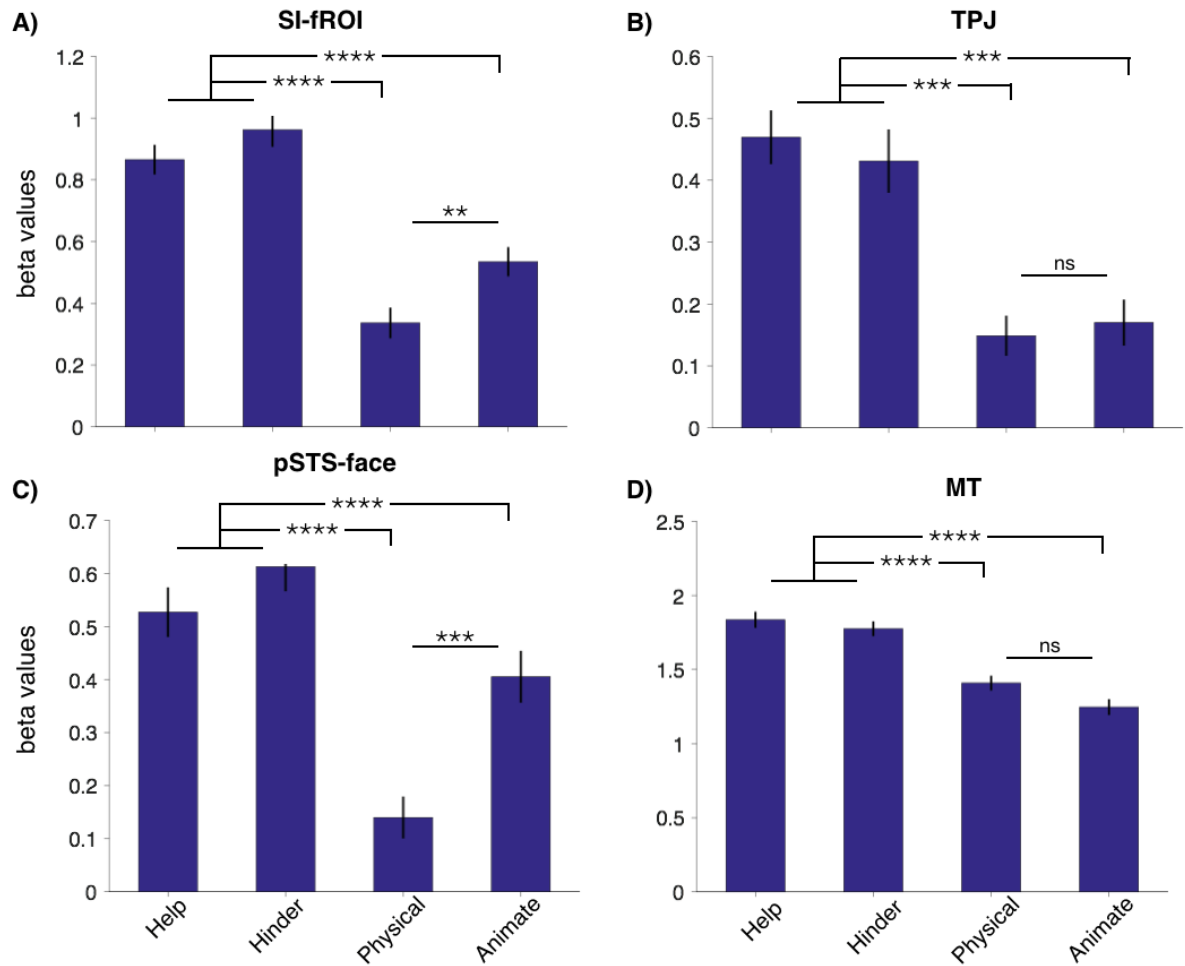 A)
SI-fROI
beta values
1.2
1
0.8
0.6
0.4
0.2
0
****
****
**
B)
TPJ
0.6
0.5
0.4
0.3
0.2
0.1
0
***
***
ns
C)
pSTS-face
beta values
0.7
0.6
0.5
0.4
0.3
0.2
0.1
0
****
****
***
Help
Hinder
Physical
Animate
D)
MT
2.5
2
1.5
1
0.5
0
****
****
ns
Help
Hinder
Physical
Animate